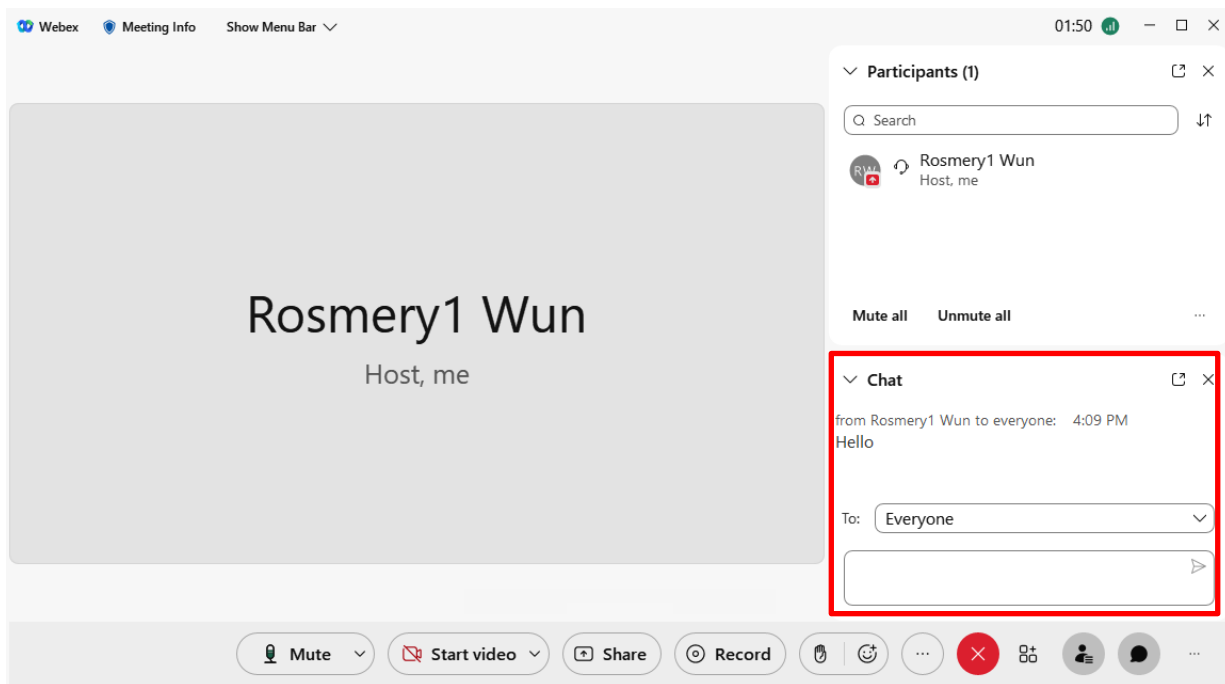 Webex Meeting Info Show Menu Bar 01:50
Participants (1)
Search
RW Rosmery1 Wun
Host, me
Rosmery1 Wun
Host, me
Mute all Unmute all ...
Chat
from Rosmery1 Wun to everyone: 4:09 PM
Hello
To: Everyone
Mute Start video Share Record ... ...